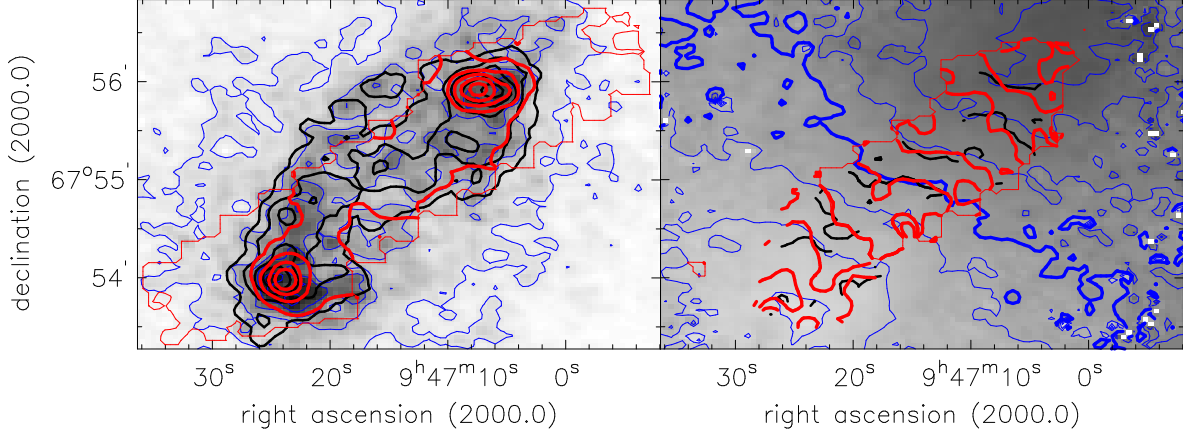 declination (2000.0)
56'
67°55'
54'
30s 20s 9h47m10s 0s
30s 20s 9h47m10s 0s
right ascension (2000.0)
right ascension (2000.0)